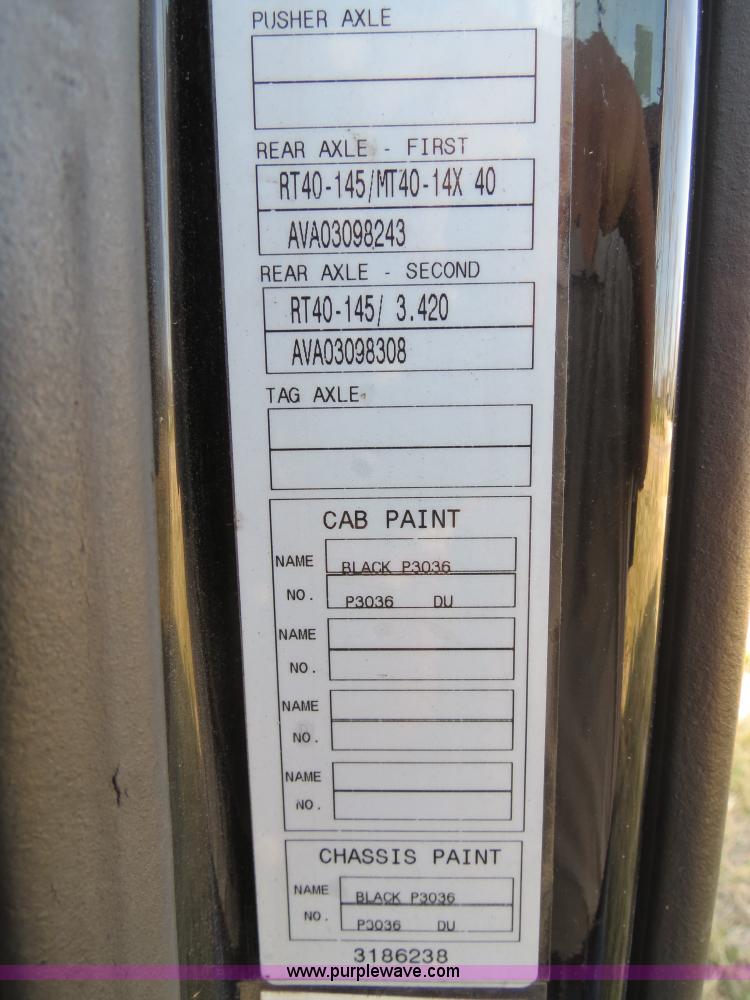 PUSHER AXLE
REAR AXLE - FIRST
RT40-145/MT40-14X 40
AVA03098243
REAR AXLE - SECOND
RT40-145/ 3.420
AVA03098308
TAG AXLE
CAB PAINT
NAME BLACK P3036
NO. P3036 DU
NAME
NO.
NAME
NO.
NAME
NO.
CHASSIS PAINT
NAME BLACK P3036
NO. P3036 DU
3186238
www.purplewave.com